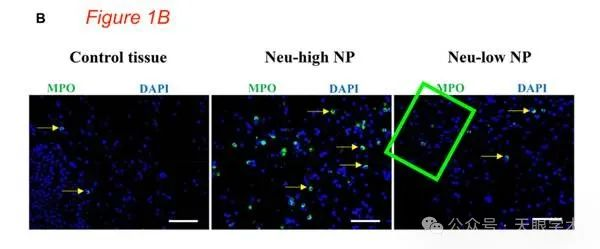 B
Figure 1B
Control tissue
Neu-high NP
Neu-low NP
MPO
DAPI
MPO
DAPI
MPO
DAPI
公众号·天眼学术